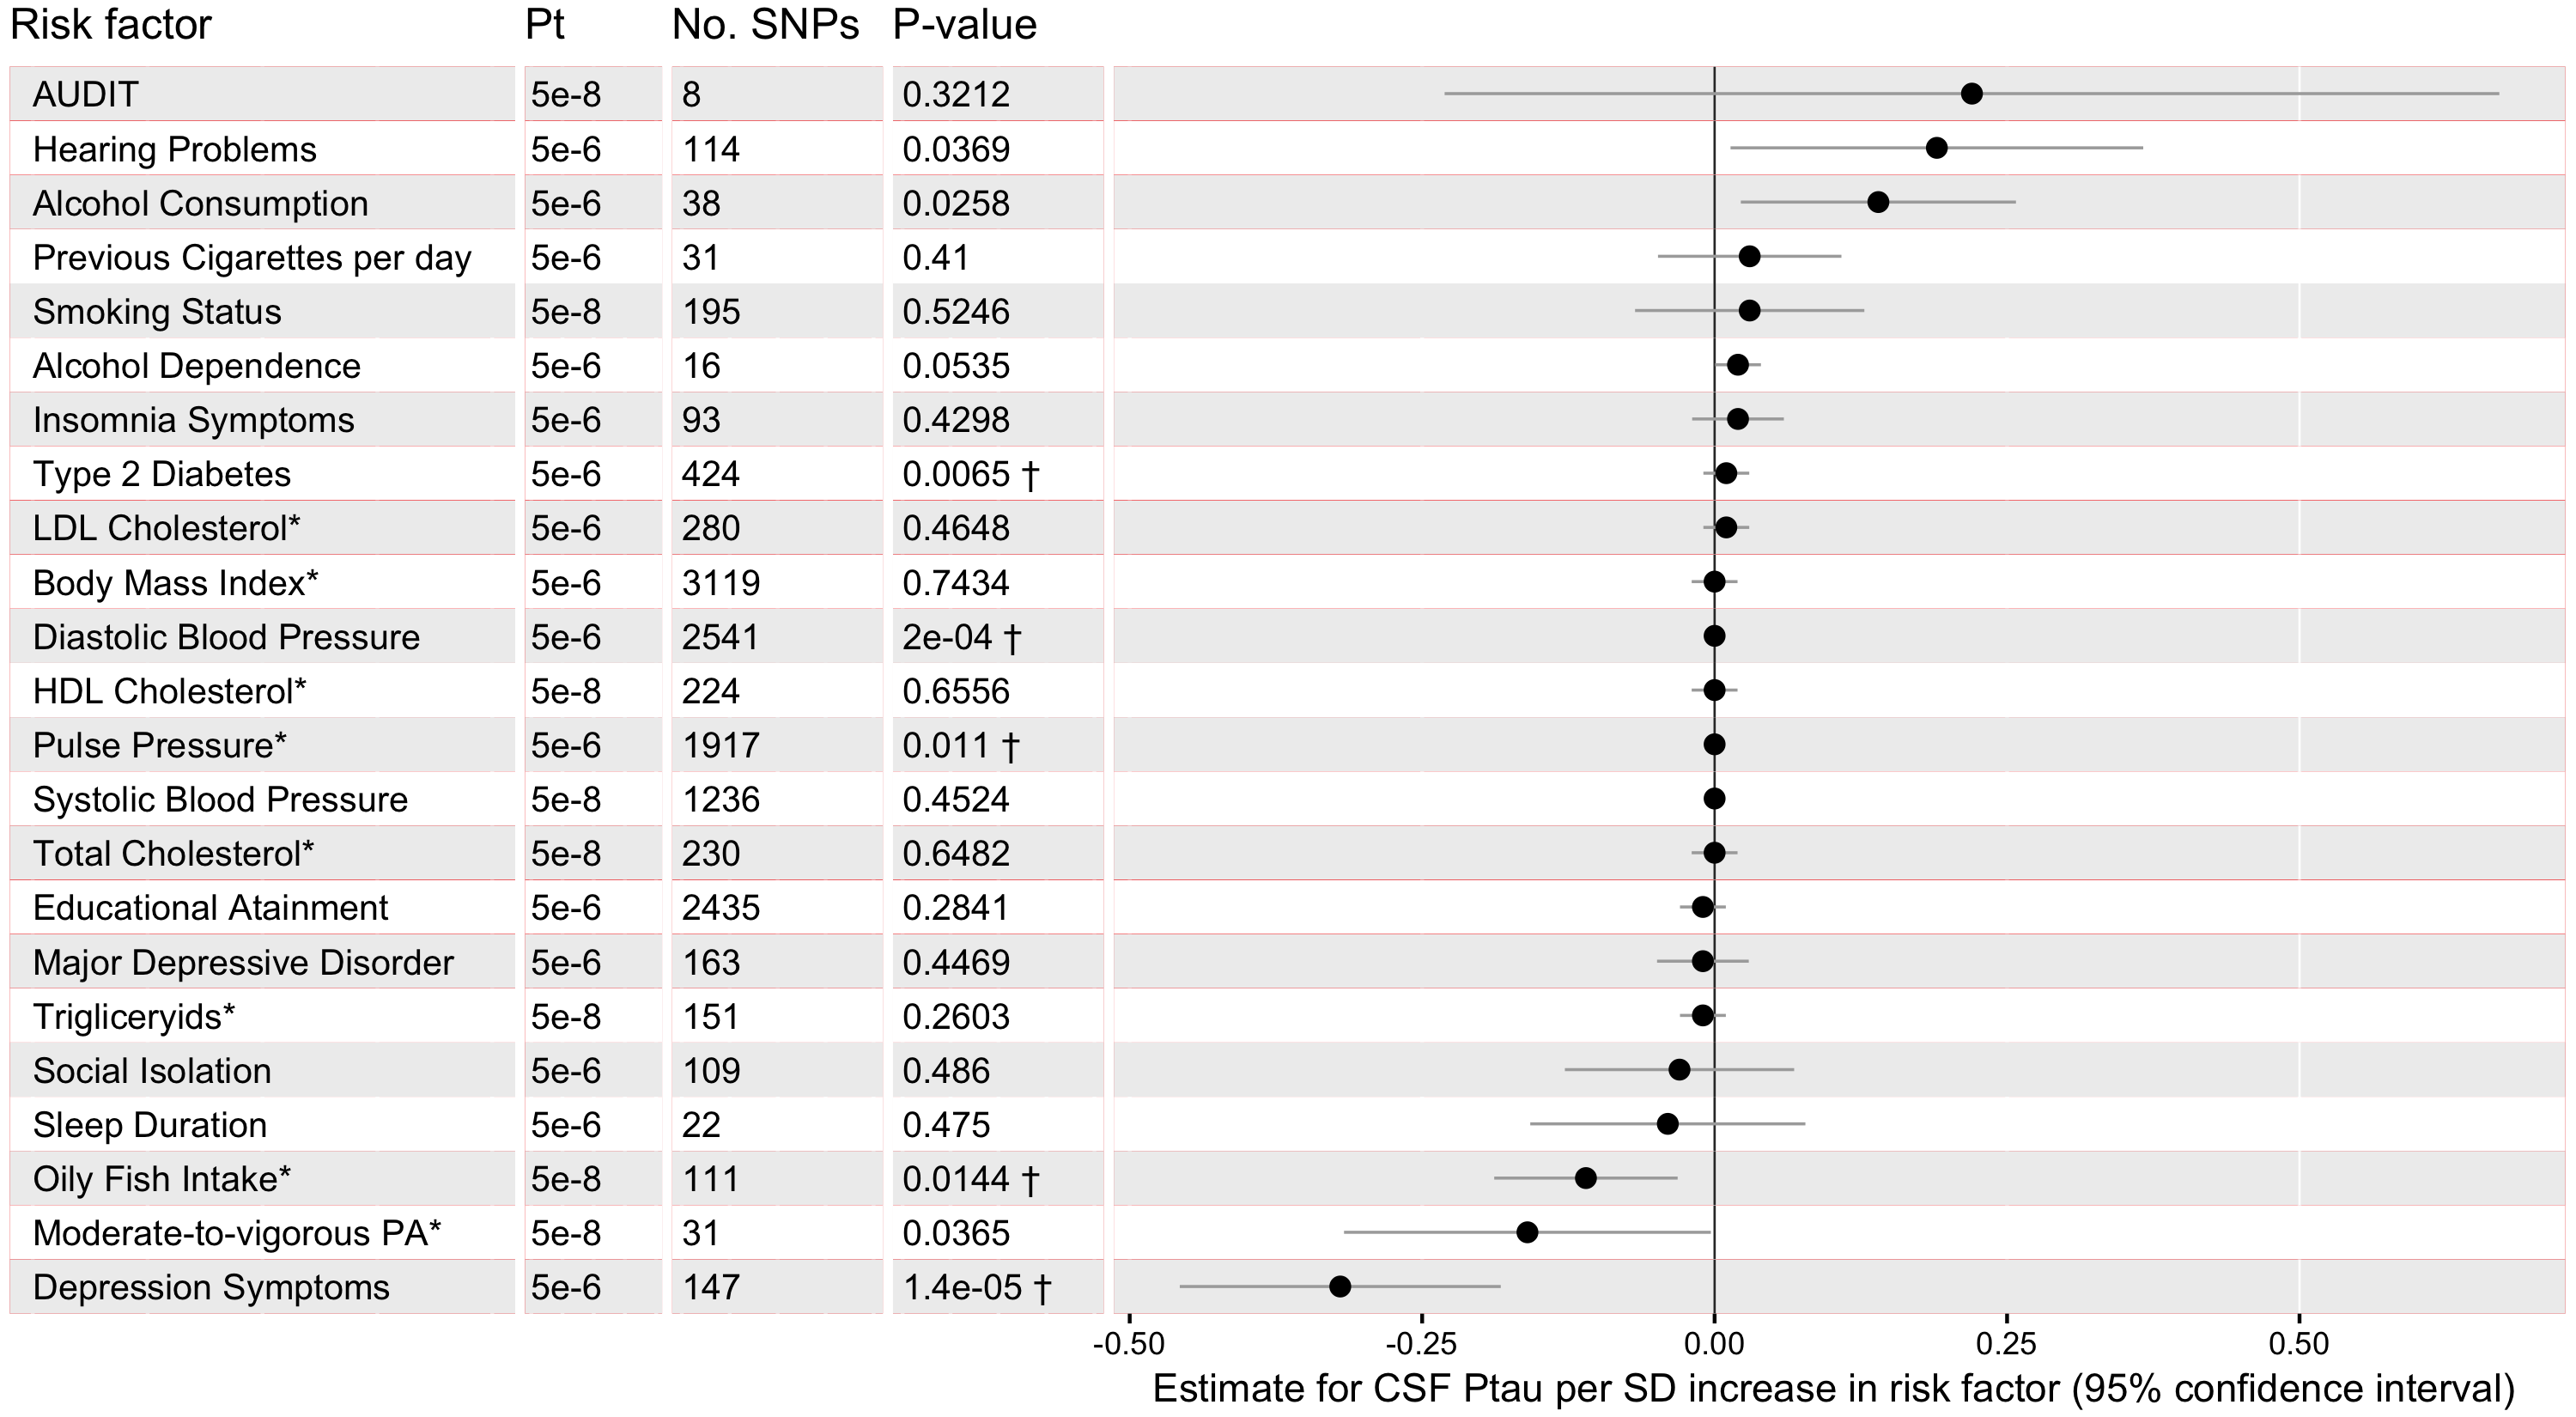 Risk factor Pt No. SNPs P-value
AUDIT 5e-8 8 0.3212
Hearing Problems 5e-6 114 0.0369
Alcohol Consumption 5e-6 38 0.0258
Previous Cigarettes per day 5e-6 31 0.41
Smoking Status 5e-8 195 0.5246
Alcohol Dependence 5e-6 16 0.0535
Insomnia Symptoms 5e-6 93 0.4298
Type 2 Diabetes 5e-6 424 0.0065 †
LDL Cholesterol* 5e-6 280 0.4648
Body Mass Index* 5e-6 3119 0.7434
Diastolic Blood Pressure 5e-6 2541 2e-04 †
HDL Cholesterol* 5e-8 224 0.6556
Pulse Pressure* 5e-6 1917 0.011 †
Systolic Blood Pressure 5e-8 1236 0.4524
Total Cholesterol* 5e-8 230 0.6482
Educational Atainment 5e-6 2435 0.2841
Major Depressive Disorder 5e-6 163 0.4469
Trigliceryids* 5e-8 151 0.2603
Social Isolation 5e-6 109 0.486
Sleep Duration 5e-6 22 0.475
Oily Fish Intake* 5e-8 111 0.0144 †
Moderate-to-vigorous PA* 5e-8 31 0.0365
Depression Symptoms 5e-6 147 1.4e-05 †
-0.50 -0.25 0.00 0.25 0.50
Estimate for CSF Ptau per SD increase in risk factor (95% confidence interval)